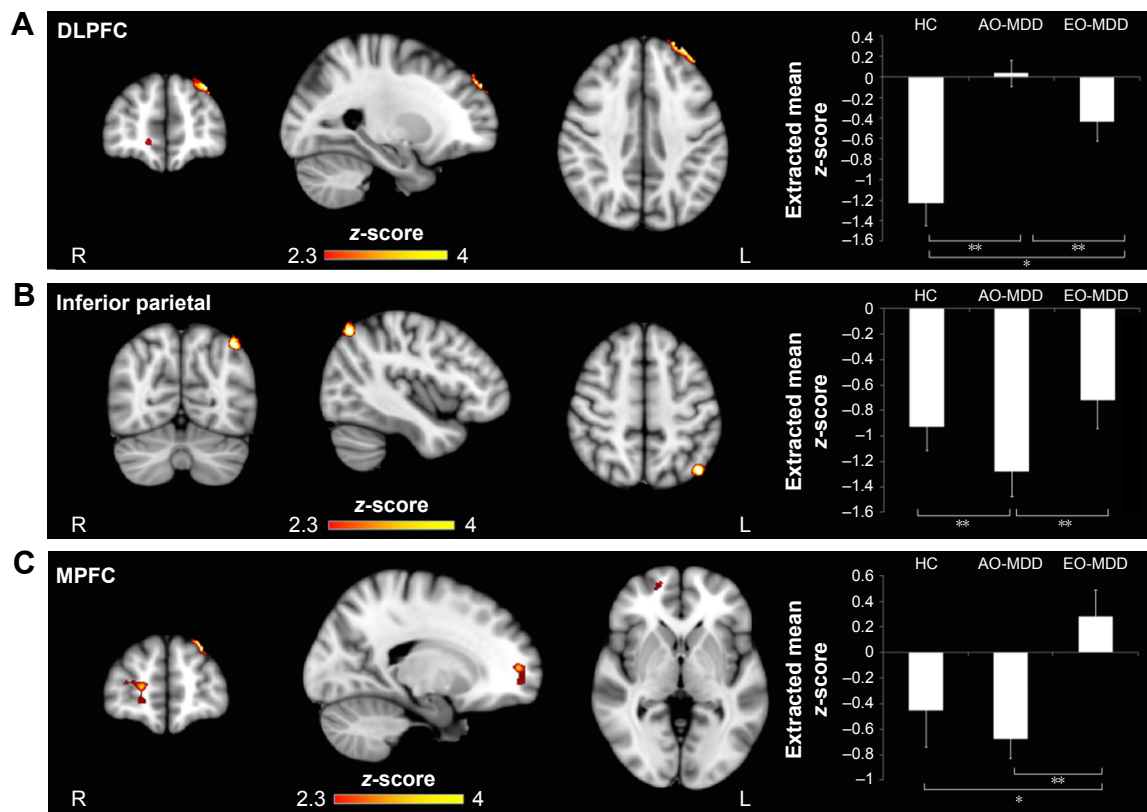 A
DLPFC
R
z-score
2.3
4
L
HC
AO-MDD
EO-MDD
Extracted mean
z-score
0.4
0.2
0
–0.2
–0.4
–0.6
–0.8
–1
–1.2
–1.4
–1.6
**
**
*
B
Inferior parietal
R
z-score
2.3
4
L
HC
AO-MDD
EO-MDD
Extracted mean
z-score
0
–0.2
–0.4
–0.6
–0.8
–1
–1.2
–1.4
–1.6
**
**
C
MPFC
R
z-score
2.3
4
L
HC
AO-MDD
EO-MDD
Extracted mean
z-score
0.6
0.4
0.2
0
–0.2
–0.4
–0.6
–0.8
–1
**
*